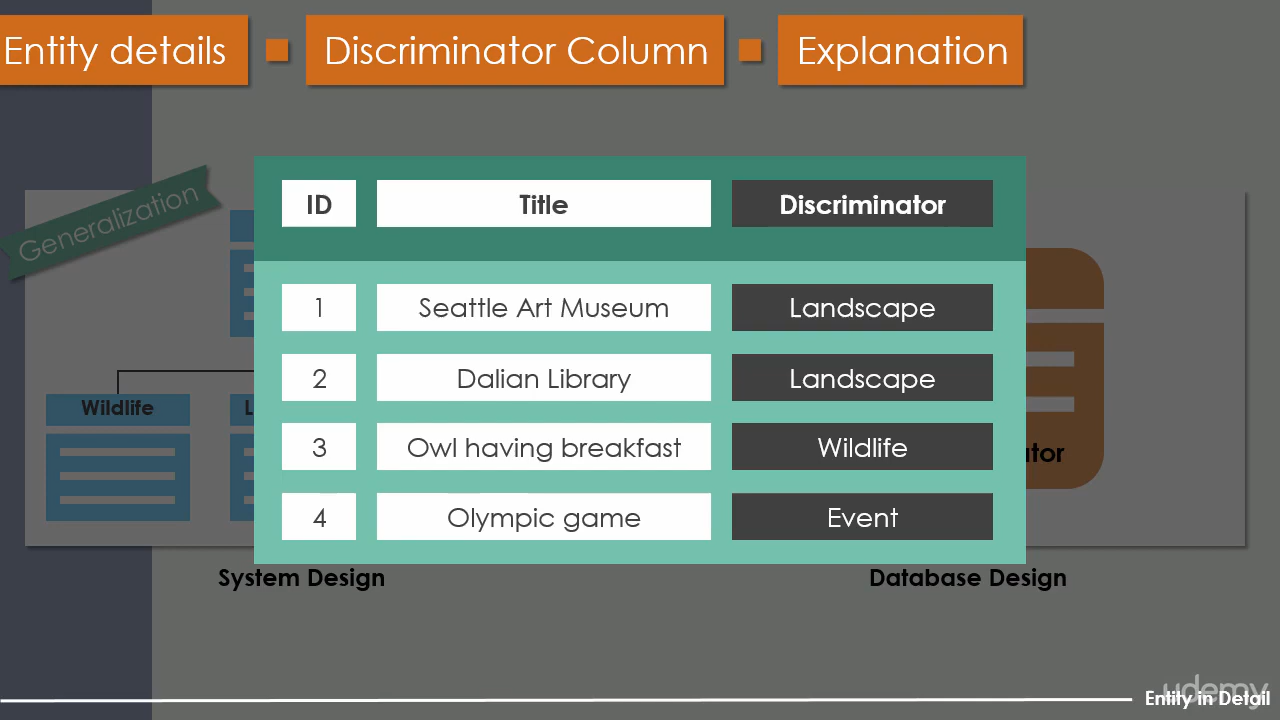 Entity details
Discriminator Column
Explanation
Generalization
ID
Title
Discriminator
1
Seattle Art Museum
Landscape
2
Dalian Library
Landscape
Wildlife
L
3
Owl having breakfast
Wildlife
ator
4
Olympic game
Event
System Design
Database Design
udemy
Entity in Detail